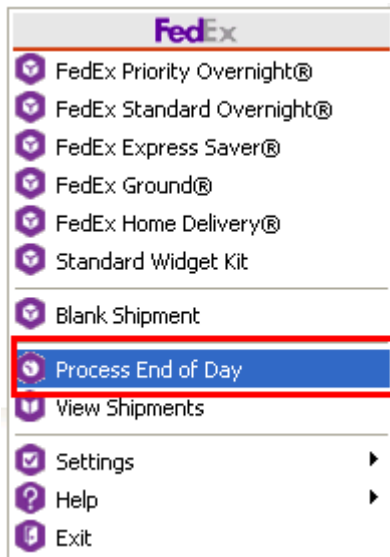 FedEx
FedEx Priority Overnight®
FedEx Standard Overnight®
FedEx Express Saver®
FedEx Ground®
FedEx Home Delivery®
Standard Widget Kit
Blank Shipment
Process End of Day
View Shipments
Settings
Help
Exit